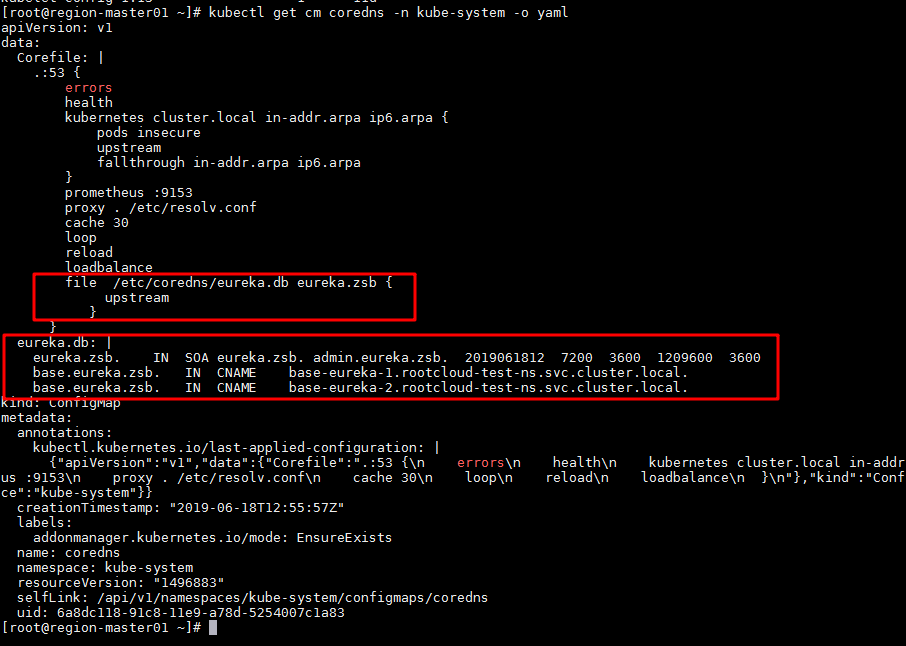 [root@region-master01 ~]# kubectl get cm coredns -n kube-system -o yaml
apiVersion: v1
data:
  Corefile: |
    .:53 {
        errors
        health
        kubernetes cluster.local in-addr.arpa ip6.arpa {
            pods insecure
            upstream
            fallthrough in-addr.arpa ip6.arpa
        }
        prometheus :9153
        proxy . /etc/resolv.conf
        cache 30
        loop
        reload
        loadbalance
        file  /etc/coredns/eureka.db eureka.zsb {
             upstream
           }
      }
  eureka.db: |
    eureka.zsb.    IN  SOA eureka.zsb. admin.eureka.zsb.  2019061812  7200  3600  1209600  3600
    base.eureka.zsb.   IN  CNAME    base-eureka-1.rootcloud-test-ns.svc.cluster.local.
    base.eureka.zsb.   IN  CNAME    base-eureka-2.rootcloud-test-ns.svc.cluster.local.
kind: ConfigMap
metadata:
  annotations:
    kubectl.kubernetes.io/last-applied-configuration: |
      {"apiVersion":"v1","data":{"Corefile":".:53 {\n    errors\n    health\n    kubernetes cluster.local in-addr
us :9153\n    proxy . /etc/resolv.conf\n    cache 30\n    loop\n    reload\n    loadbalance\n  }\n"},"kind":"Conf
ce":"kube-system"}}
  creationTimestamp: "2019-06-18T12:55:57Z"
  labels:
    addonmanager.kubernetes.io/mode: EnsureExists
  name: coredns
  namespace: kube-system
  resourceVersion: "1496883"
  selfLink: /api/v1/namespaces/kube-system/configmaps/coredns
  uid: 6a8dc118-91c8-11e9-a78d-5254007c1a83
[root@region-master01 ~]#